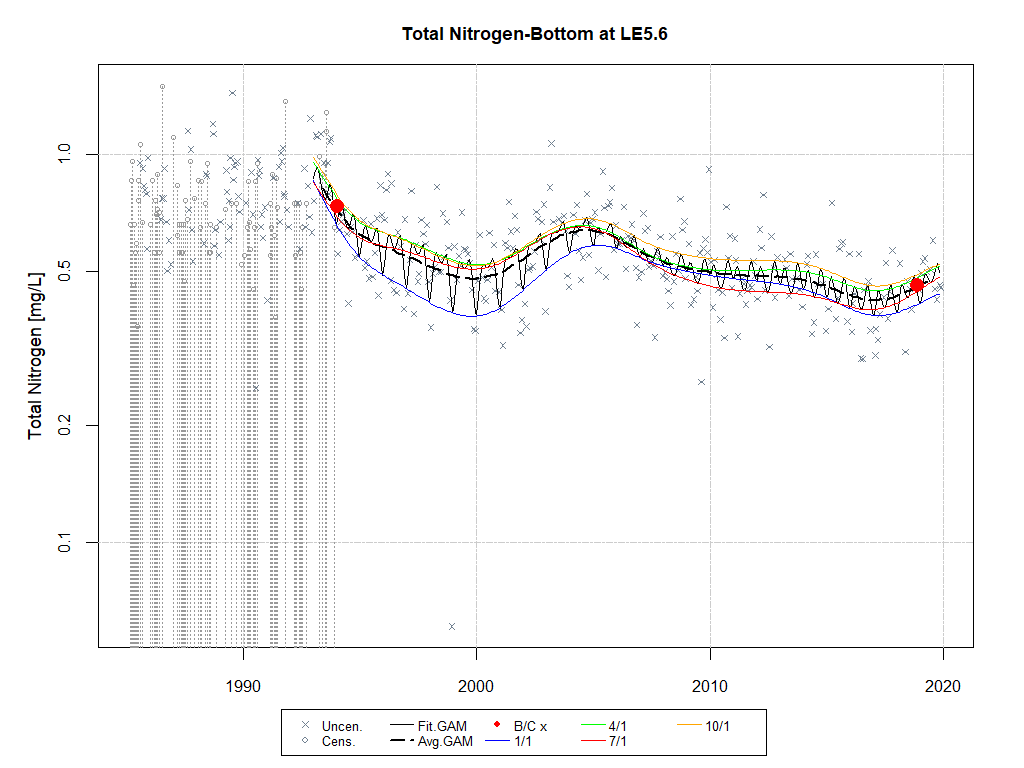 Total Nitrogen-Bottom at LE5.6
Total Nitrogen [mg/L]
1.0
0.5
0.2
0.1
1990 2000 2010 2020
Uncen. Fit.GAM B/C x 4/1 10/1
Cens. Avg.GAM 1/1 7/1